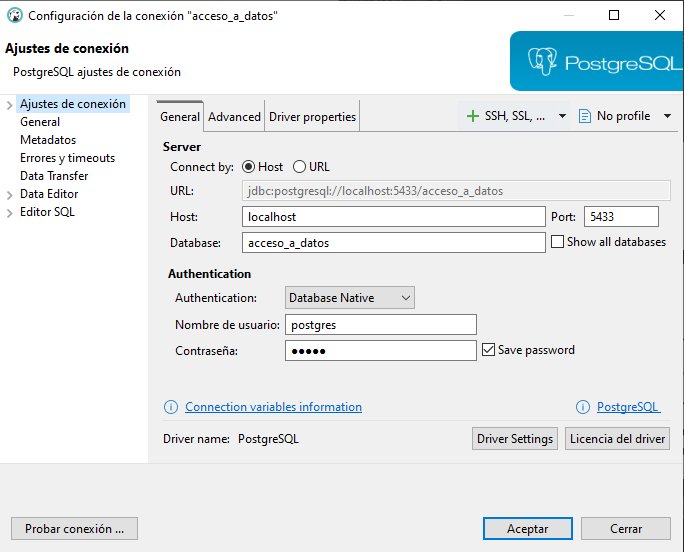 Configuración de la conexión "acceso_a_datos"
Ajustes de conexión
PostgreSQL ajustes de conexión
PostgreSQL
Ajustes de conexión
General
Metadatos
Errores y timeouts
Data Transfer
Data Editor
Editor SQL
General Advanced Driver properties SSH, SSL, ... No profile
Server
Connect by: Host URL
URL: jdbc:postgresql://localhost:5433/acceso_a_datos
Host: localhost Port: 5433
Database: acceso_a_datos Show all databases
Authentication
Authentication: Database Native
Nombre de usuario: postgres
Contraseña: ●●●●● Save password
Connection variables information PostgreSQL
Driver name: PostgreSQL Driver Settings Licencia del driver
Probar conexión ... Aceptar Cerrar